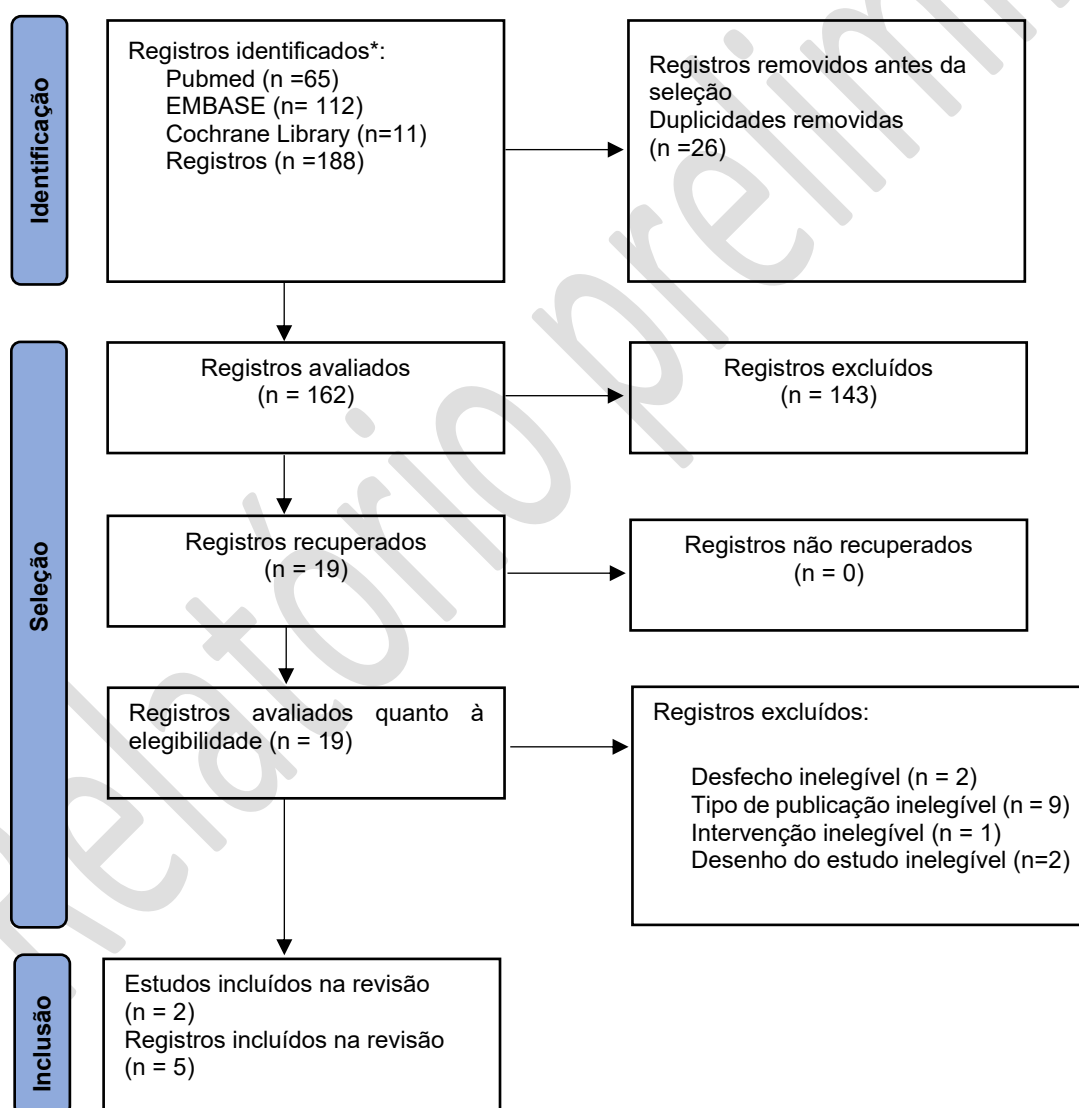 Identificação
Registros identificados*:
Pubmed (n =65)
EMBASE (n= 112)
Cochrane Library (n=11)
Registros (n =188)
Registros removidos antes da
seleção
Duplicidades removidas
(n =26)
Seleção
Registros avaliados
(n = 162)
Registros excluídos
(n = 143)
Registros recuperados
(n = 19)
Registros não recuperados
(n = 0)
Registros avaliados quanto à
elegibilidade (n = 19)
Registros excluídos:
Desfecho inelegível (n = 2)
Tipo de publicação inelegível (n = 9)
Intervenção inelegível (n = 1)
Desenho do estudo inelegível (n=2)
Inclusão
Estudos incluídos na revisão
(n = 2)
Registros incluídos na revisão
(n = 5)
Relatório prelimin